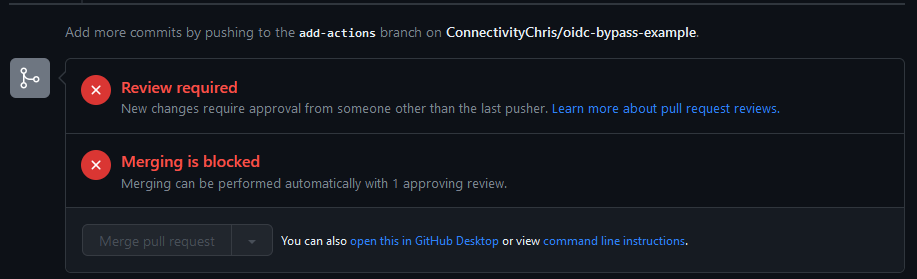 Add more commits by pushing to the add-actions branch on ConnectivityChris/oidc-bypass-example.
Review required
New changes require approval from someone other than the last pusher. Learn more about pull request reviews.
Merging is blocked
Merging can be performed automatically with 1 approving review.
Merge pull request You can also open this in GitHub Desktop or view command line instructions.